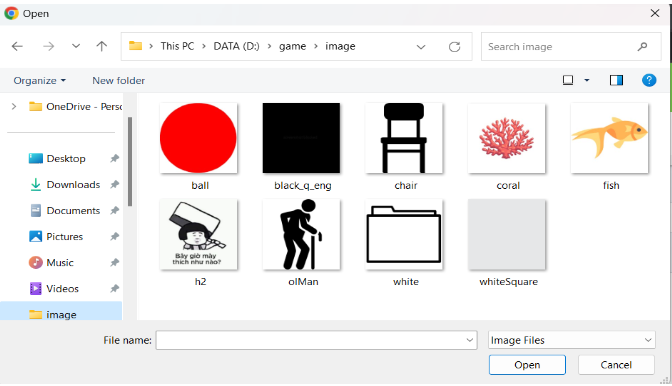 Open
This PC > DATA (D:) > game > image
Search image
Organize
New folder
OneDrive - Perso
Desktop
Downloads
Documents
Pictures
Music
Videos
image
ball
black_q_eng
chair
coral
fish
Bây giờ mày
thích như nào?
h2
olMan
white
whiteSquare
File name:
Image Files
Open
Cancel